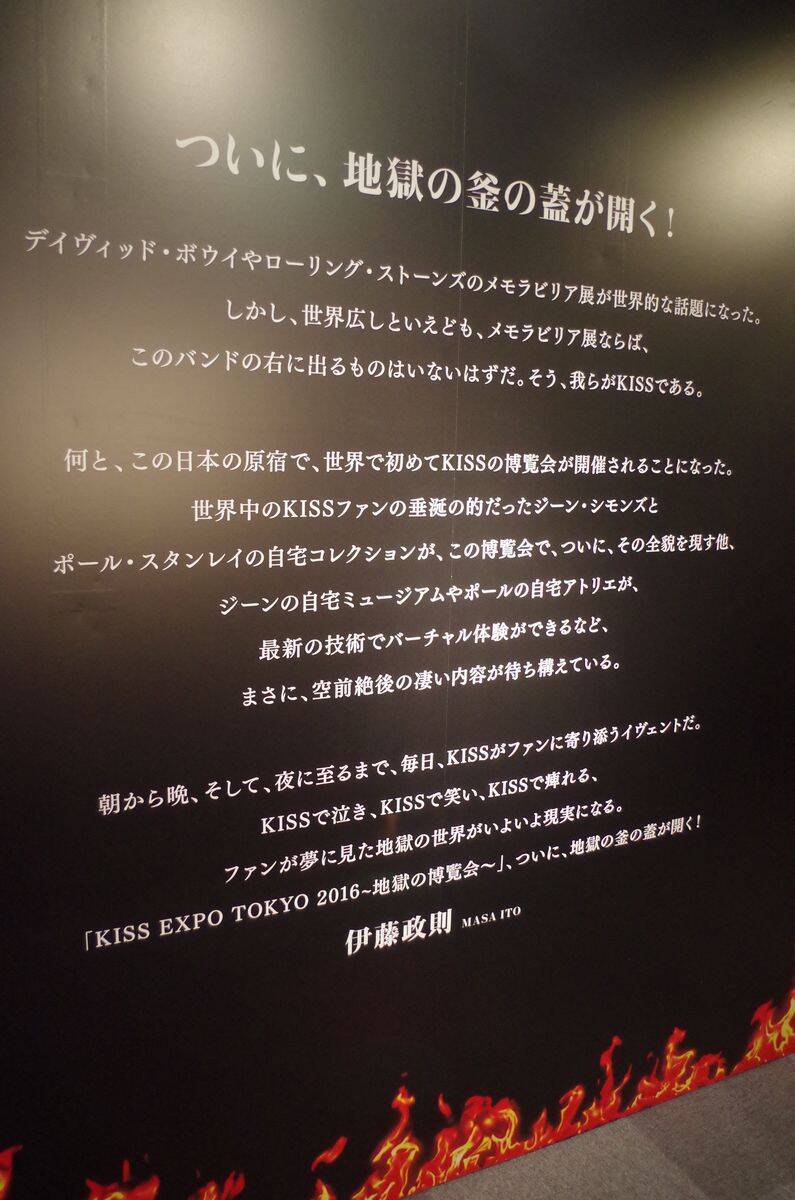 ついに、地獄の釜の蓋が開く!
デイヴィッド・ボウイやローリング・ストーンズのメモラビリア展が世界的な話題になった。
しかし、世界広しといえども、メモラビリア展ならば、
このバンドの右に出るものはいないはずだ。そう、我らがKISSである。
何と、この日本の原宿で、世界で初めてKISSの博覧会が開催されることになった。
世界中のKISSファンの垂涎の的だったジーン・シモンズと
ポール・スタンレイの自宅コレクションが、この博覧会で、ついに、その全貌を現す他、
ジーンの自宅ミュージアムやポールの自宅アトリエが、
最新の技術でバーチャル体験ができるなど、
まさに、空前絶後の凄い内容が待ち構えている。
朝から晩、そして、夜に至るまで、毎日、KISSがファンに寄り添うイヴェントだ。
KISSで泣き、KISSで笑い、KISSで痺れる、
ファンが夢に見た地獄の世界がいよいよ現実になる。
「KISS EXPO TOKYO 2016~地獄の博覧会~」、ついに、地獄の釜の蓋が開く!
伊藤政則 MASA ITO